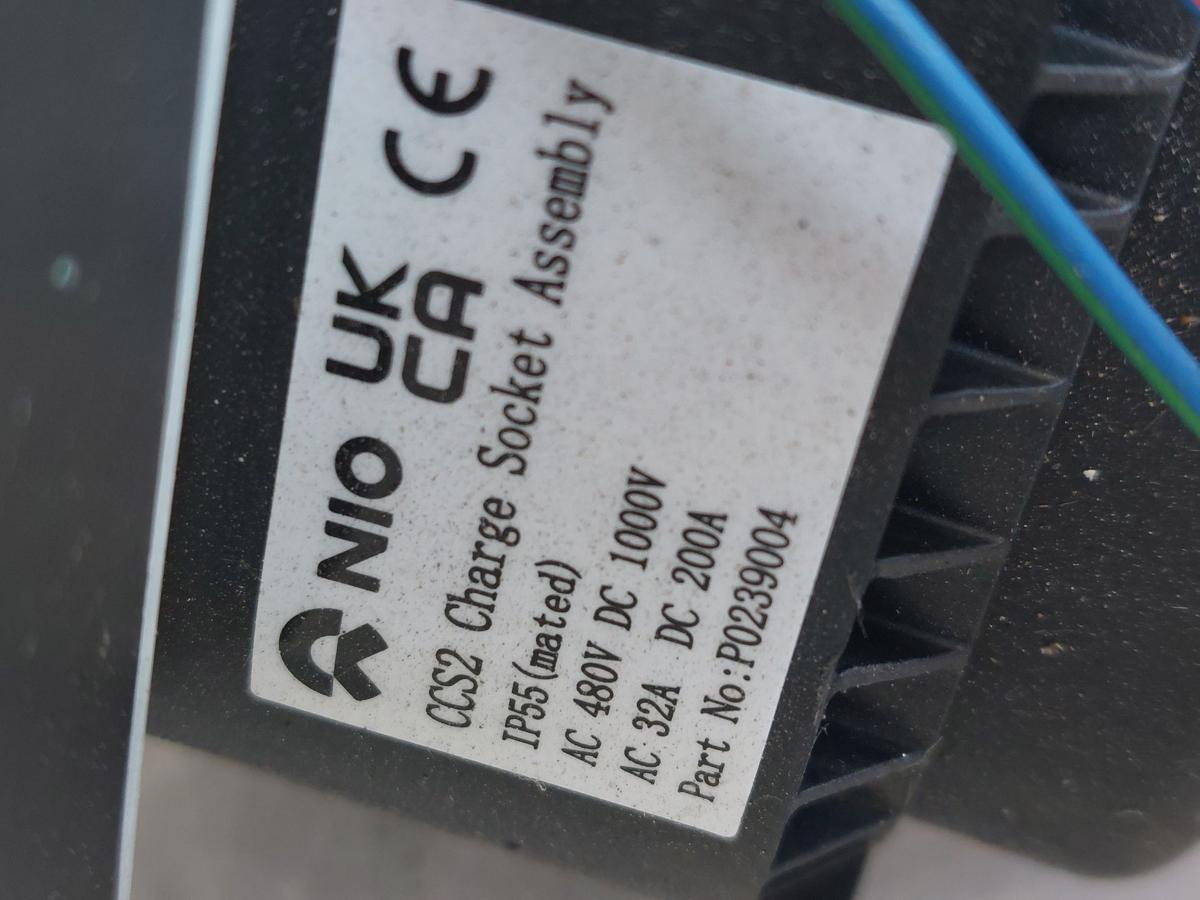 NIO UK CA CE
CCS2 Charge Socket Assembly
IP55(mated)
AC 480V DC 1000V
AC 32A DC 200A
Part No:P0239004